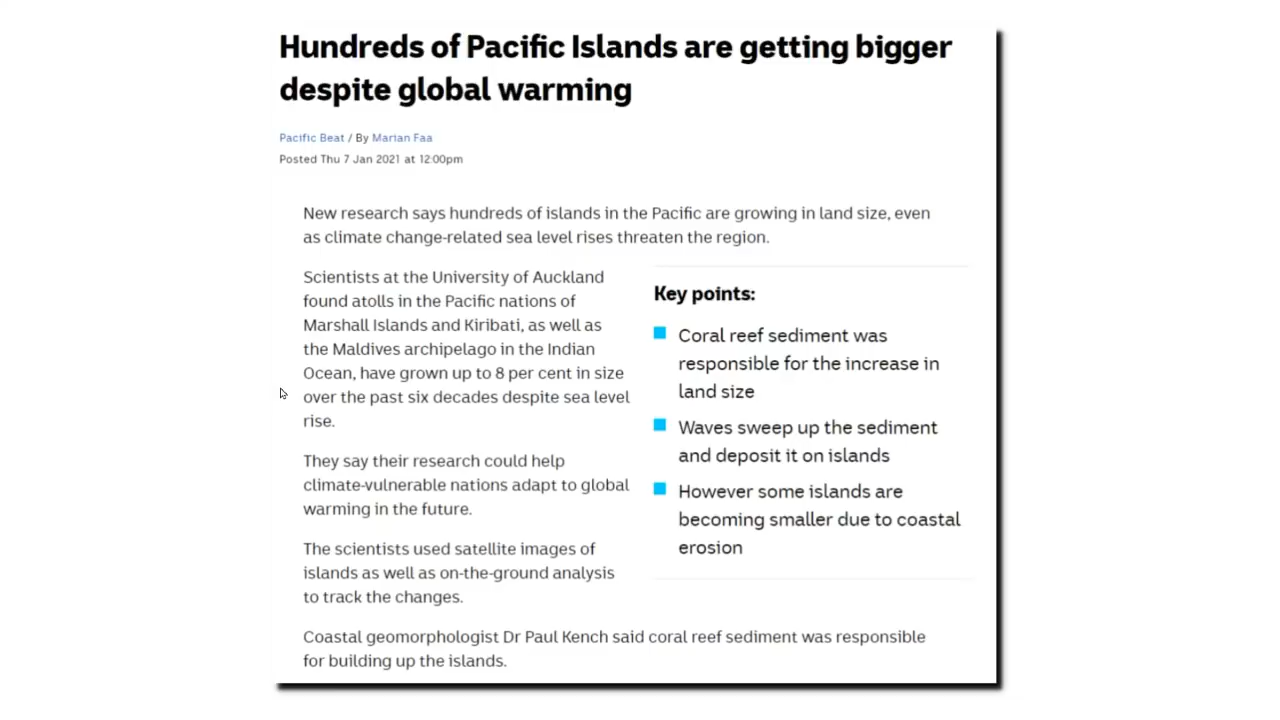 Hundreds of Pacific Islands are getting bigger
despite global warming
Pacific Beat / By Marian Faa
Posted Thu 7 Jan 2021 at 12:00pm
New research says hundreds of islands in the Pacific are growing in land size, even
as climate change-related sea level rises threaten the region.
Scientists at the University of Auckland
found atolls in the Pacific nations of
Marshall Islands and Kiribati, as well as
the Maldives archipelago in the Indian
Ocean, have grown up to 8 per cent in size
over the past six decades despite sea level
rise.
They say their research could help
climate-vulnerable nations adapt to global
warming in the future.
The scientists used satellite images of
islands as well as on-the-ground analysis
to track the changes.
Key points:
Coral reef sediment was
responsible for the increase in
land size
Waves sweep up the sediment
and deposit it on islands
However some islands are
becoming smaller due to coastal
erosion
Coastal geomorphologist Dr Paul Kench said coral reef sediment was responsible
for building up the islands.